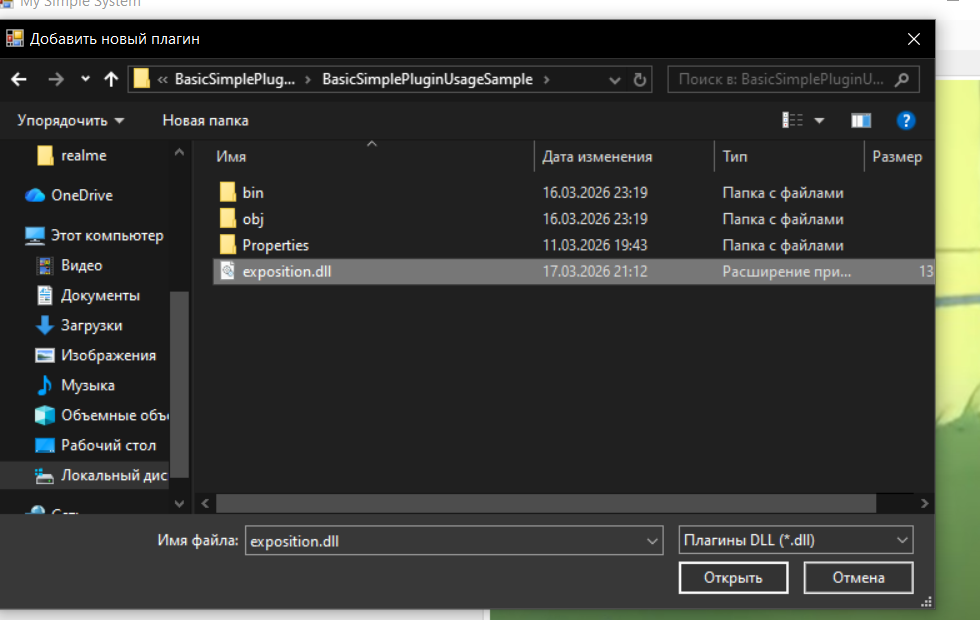 My Simple System
Добавить новый плагин
« BasicSimplePlug... › BasicSimplePluginUsageSample ›
Поиск в: BasicSimplePluginU...
Упорядочить
Новая папка
Имя
Дата изменения
Тип
Размер
realme
OneDrive
Этот компьютер
Видео
Документы
Загрузки
Изображения
Музыка
Объемные объ
Рабочий стол
Локальный дис
bin 16.03.2026 23:19 Папка с файлами
obj 16.03.2026 23:19 Папка с файлами
Properties 11.03.2026 19:43 Папка с файлами
exposition.dll 17.03.2026 21:12 Расширение при... 13
Имя файла: exposition.dll
Плагины DLL (*.dll)
Открыть
Отмена